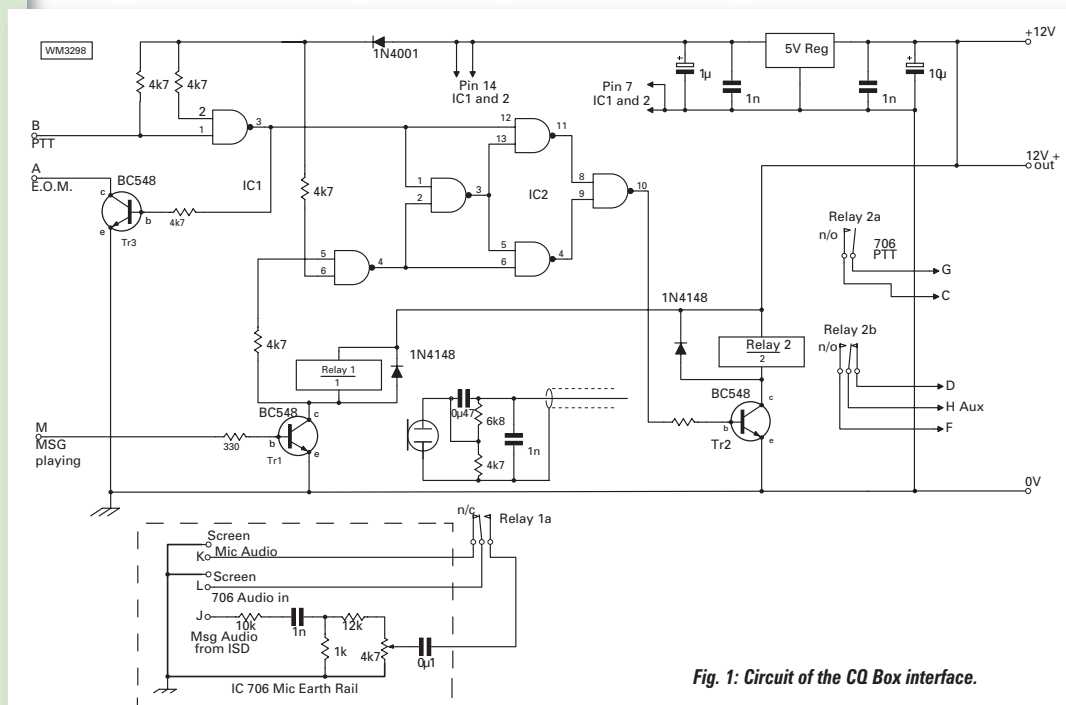 WM3298
+12V
1N4001
5V Reg
4k7
4k7
Pin 14
IC1 and 2
Pin 7
IC1 and 2
+
1µ
1n
1n
+
10µ
B
PTT
2
1
3
12
13
11
A
E.O.M.
BC548
c
b
e
Tr3
4k7
IC1
4k7
1
2
3
IC2
8
9
10
12V +
out
5
6
4
5
6
4
Relay 2a
n/o
706
PTT
G
C
1N4148
4k7
Relay 1
1
1N4148
Relay 2
2
Relay 2b
n/o
D
H Aux
F
BC548
c
b
e
Tr1
M
MSG
playing
330
0µ47
6k8
4k7
1n
BC548
c
b
e
Tr2
0V
n/c
Relay 1a
Screen
K
Mic Audio
Screen
L
706 Audio in
J
10k
1n
12k
Msg Audio
from ISD
1k
4k7
0µ1
IC 706 Mic Earth Rail
Fig. 1: Circuit of the CQ Box interface.